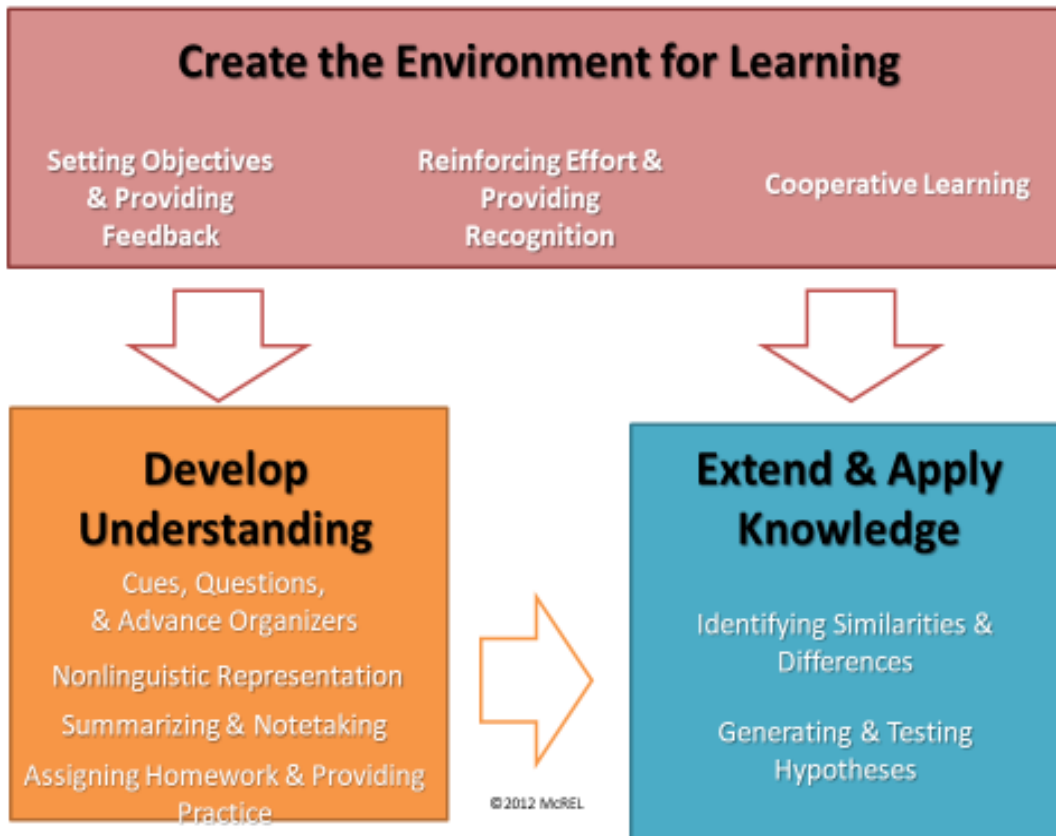 Create the Environment for Learning
Setting Objectives
& Providing
Feedback
Reinforcing Effort &
Providing
Recognition
Cooperative Learning
Develop
Understanding
Cues, Questions,
& Advance Organizers
Nonlinguistic Representation
Summarizing & Notetaking
Assigning Homework & Providing
Practice
Extend & Apply
Knowledge
Identifying Similarities &
Differences
Generating & Testing
Hypotheses
©2012 McREL